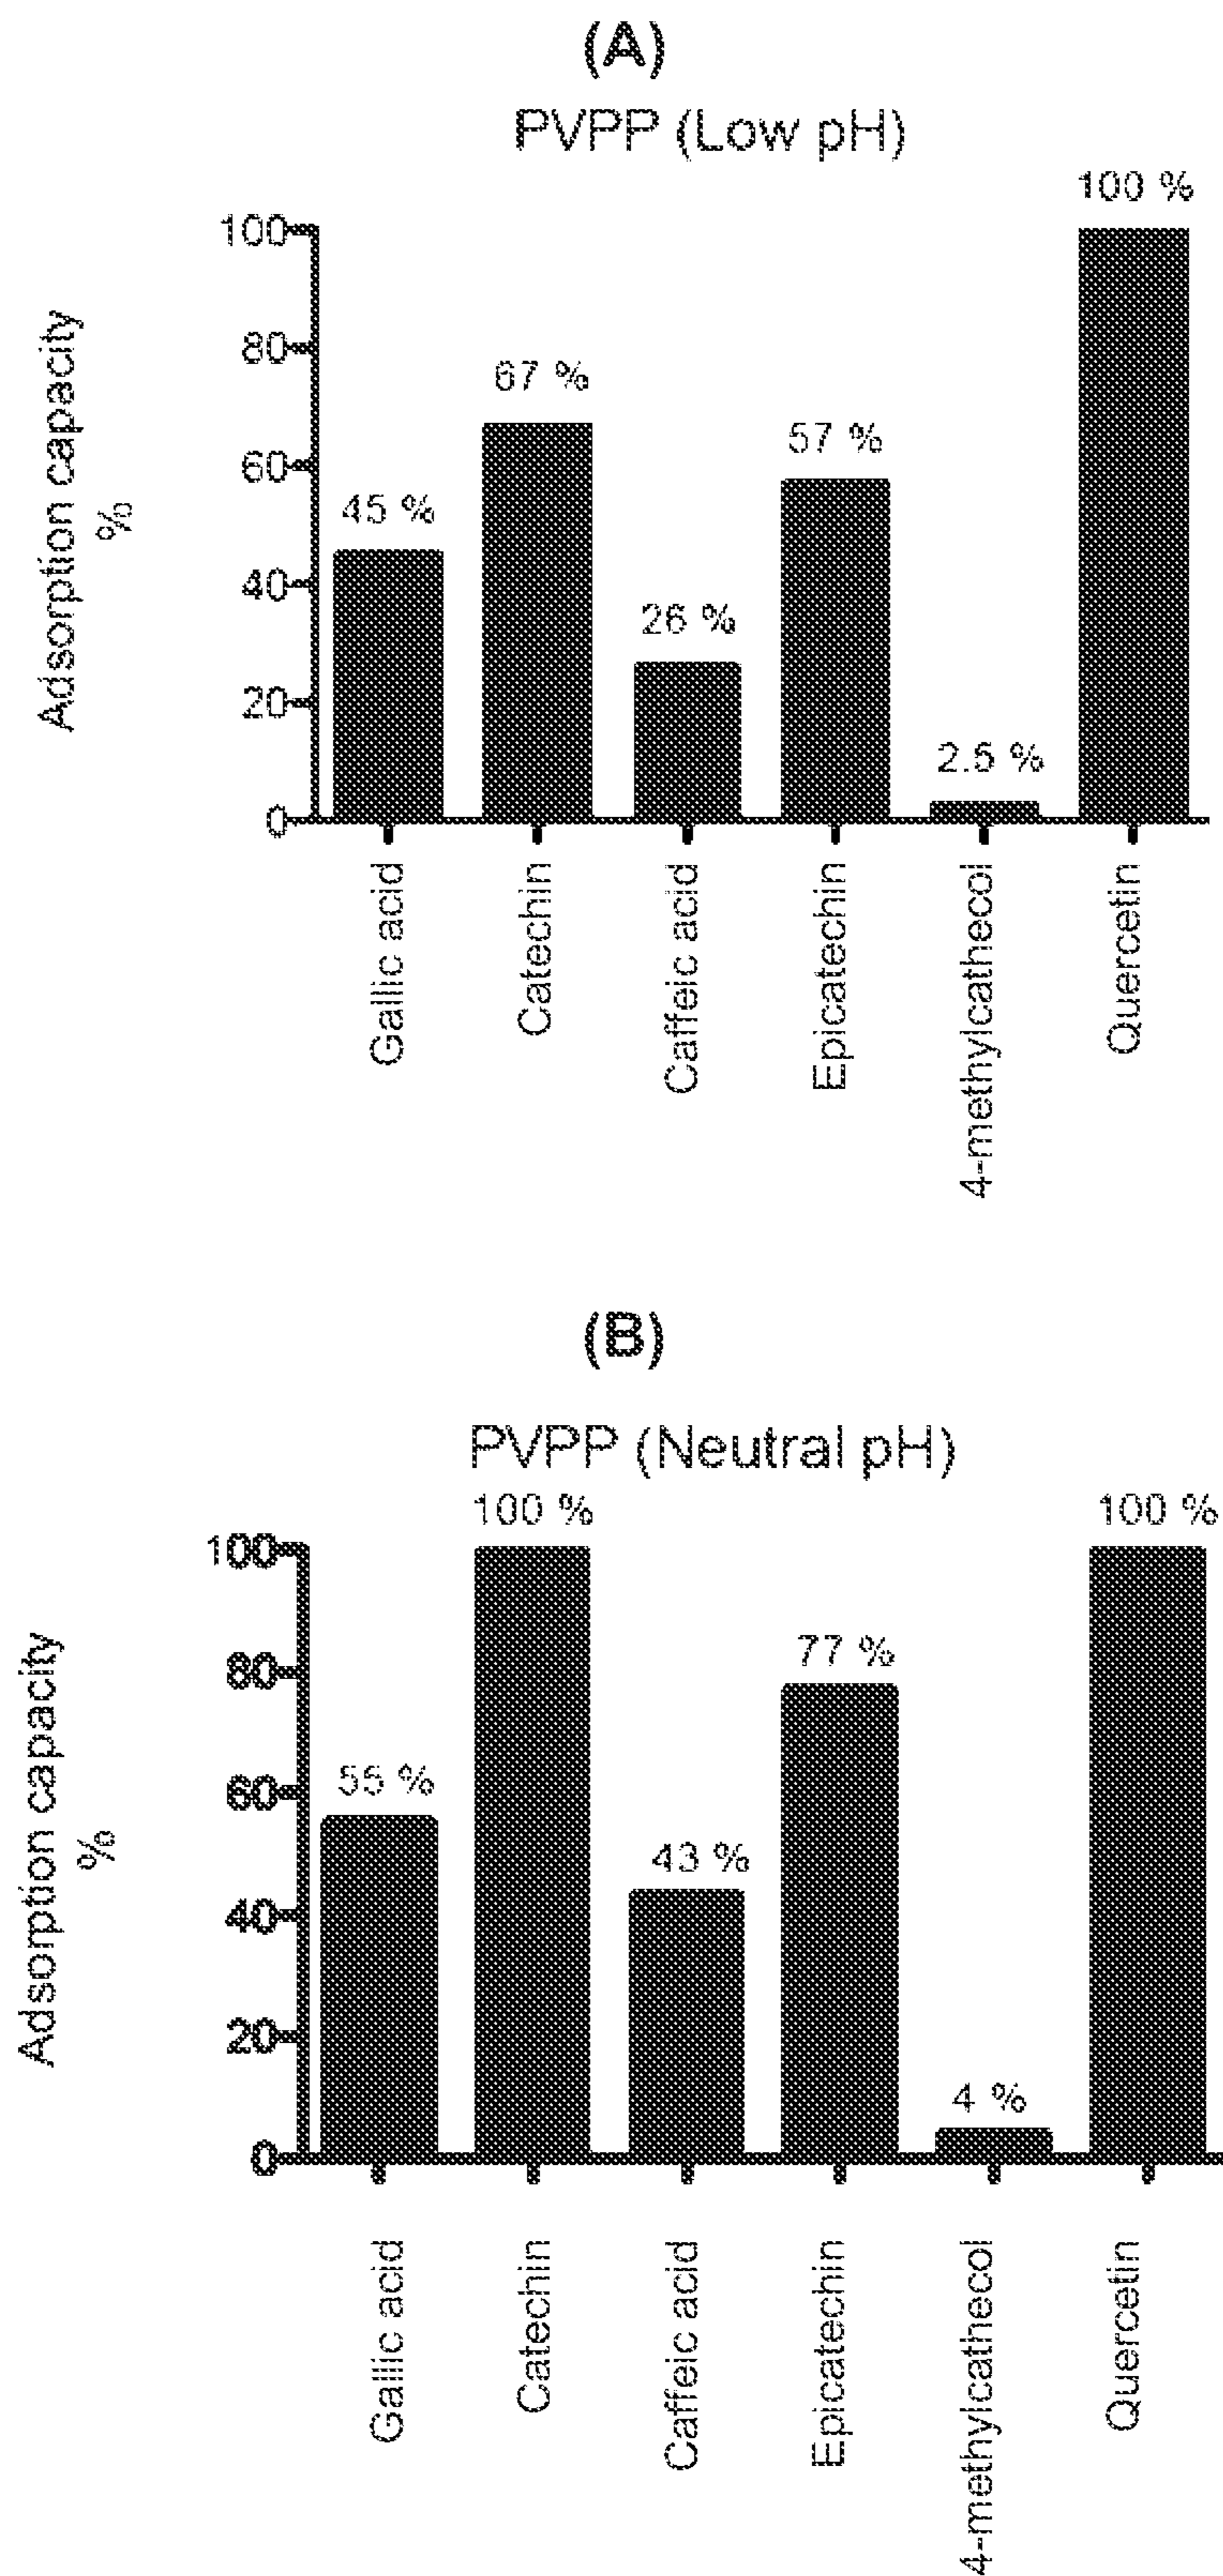 (A)
PVPP (Low pH)
Adsorption capacity
%
100
80
60
40
20
0
45 %
67 %
26 %
57 %
2.5 %
100 %
Gallic acid
Catechin
Caffeic acid
Epicatechin
4-methylcathecol
Quercetin
(B)
PVPP (Neutral pH)
Adsorption capacity
%
100
80
60
40
20
0
55 %
100 %
43 %
77 %
4 %
100 %
Gallic acid
Catechin
Caffeic acid
Epicatechin
4-methylcathecol
Quercetin